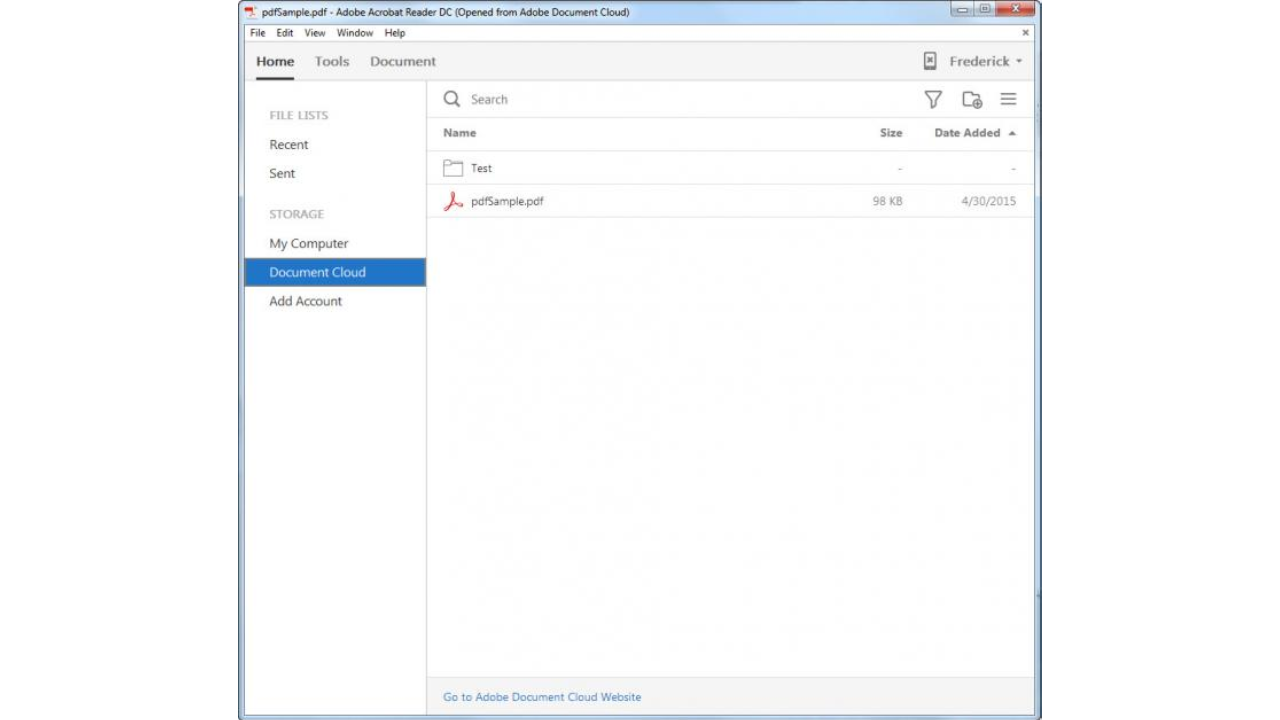 pdfSample.pdf - Adobe Acrobat Reader DC (Opened from Adobe Document Cloud)
File Edit View Window Help
Home Tools Document Frederick
FILE LISTS
Recent
Sent
STORAGE
My Computer
Document Cloud
Add Account
Search
Name Size Date Added
Test - -
pdfSample.pdf 98 KB 4/30/2015
Go to Adobe Document Cloud Website